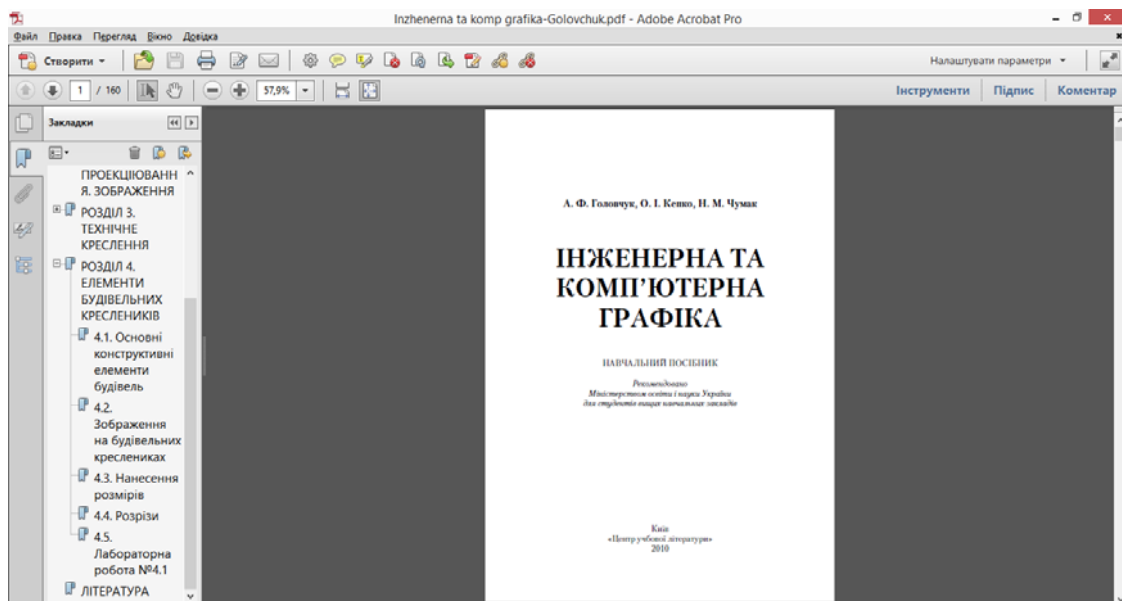 Inzhenerna ta komp grafika-Golovchuk.pdf - Adobe Acrobat Pro
Файл Правка Перегляд Вікно Довідка
Створити
Налаштувати параметри
1 / 160 57,9% Інструменти Підпис Коментар
Закладки
ПРОЕКЦІЮВАНН
Я. ЗОБРАЖЕННЯ
РОЗДІЛ 3.
ТЕХНІЧНЕ
КРЕСЛЕННЯ
РОЗДІЛ 4.
ЕЛЕМЕНТИ
БУДІВЕЛЬНИХ
КРЕСЛЕНИКІВ
4.1. Основні
конструктивні
елементи
будівель
4.2.
Зображення
на будівельних
креслениках
4.3. Нанесення
розмірів
4.4. Розрізи
4.5.
Лабораторна
робота №4.1
ЛІТЕРАТУРА
А. Ф. Головчук, О. І. Кепко, Н. М. Чумак
ІНЖЕНЕРНА ТА
КОМП’ЮТЕРНА
ГРАФІКА
НАВЧАЛЬНИЙ ПОСІБНИК
Рекомендовано
Міністерством освіти і науки України
для студентів вищих навчальних закладів
Київ
«Центр учбової літератури»
2010